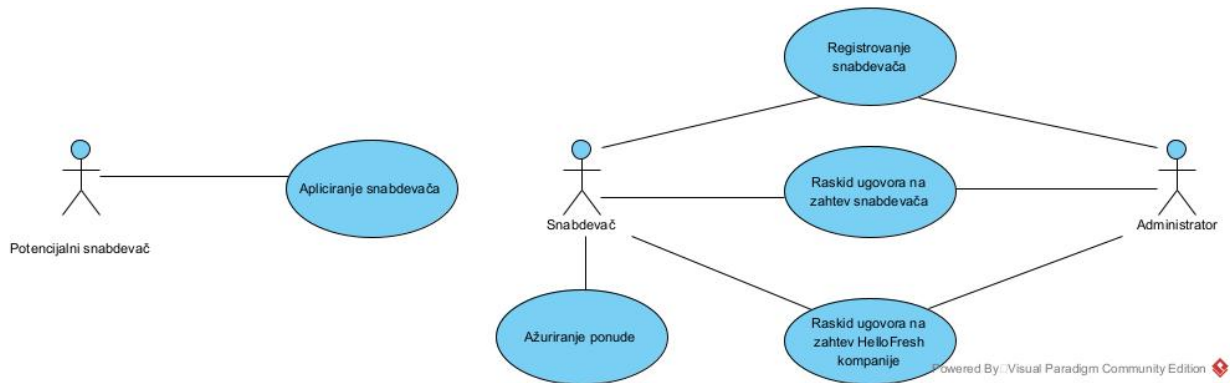 Registrovanje
snabdevača
Apliciranje snabdevača
Raskid ugovora na
zahtev snabdevača
Potencijalni snabdevač
Snabdevač
Administrator
Ažuriranje ponude
Raskid ugovora na
zahtev HelloFresh
kompanije
Powered By Visual Paradigm Community Edition